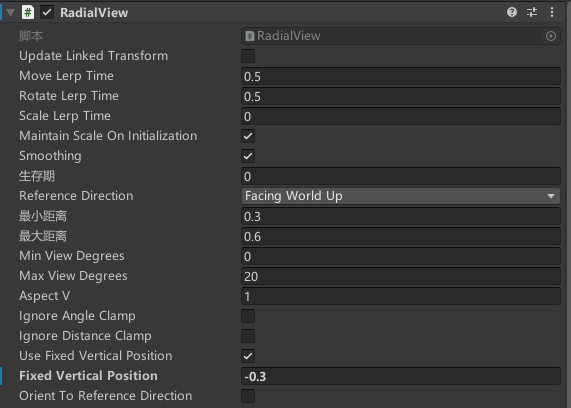 RadialView
脚本 RadialView
Update Linked Transform
Move Lerp Time 0.5
Rotate Lerp Time 0.5
Scale Lerp Time 0
Maintain Scale On Initialization
Smoothing
生存期 0
Reference Direction Facing World Up
最小距离 0.3
最大距离 0.6
Min View Degrees 0
Max View Degrees 20
Aspect V 1
Ignore Angle Clamp
Ignore Distance Clamp
Use Fixed Vertical Position
Fixed Vertical Position -0.3
Orient To Reference Direction